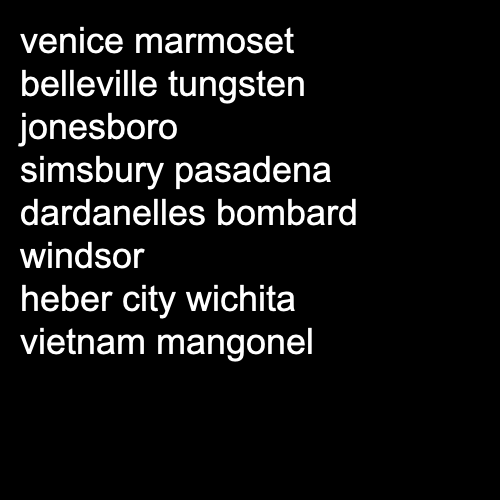 venice marmoset
belleville tungsten
jonesboro
simsbury pasadena
dardanelles bombard
windsor
heber city wichita
vietnam mangonel